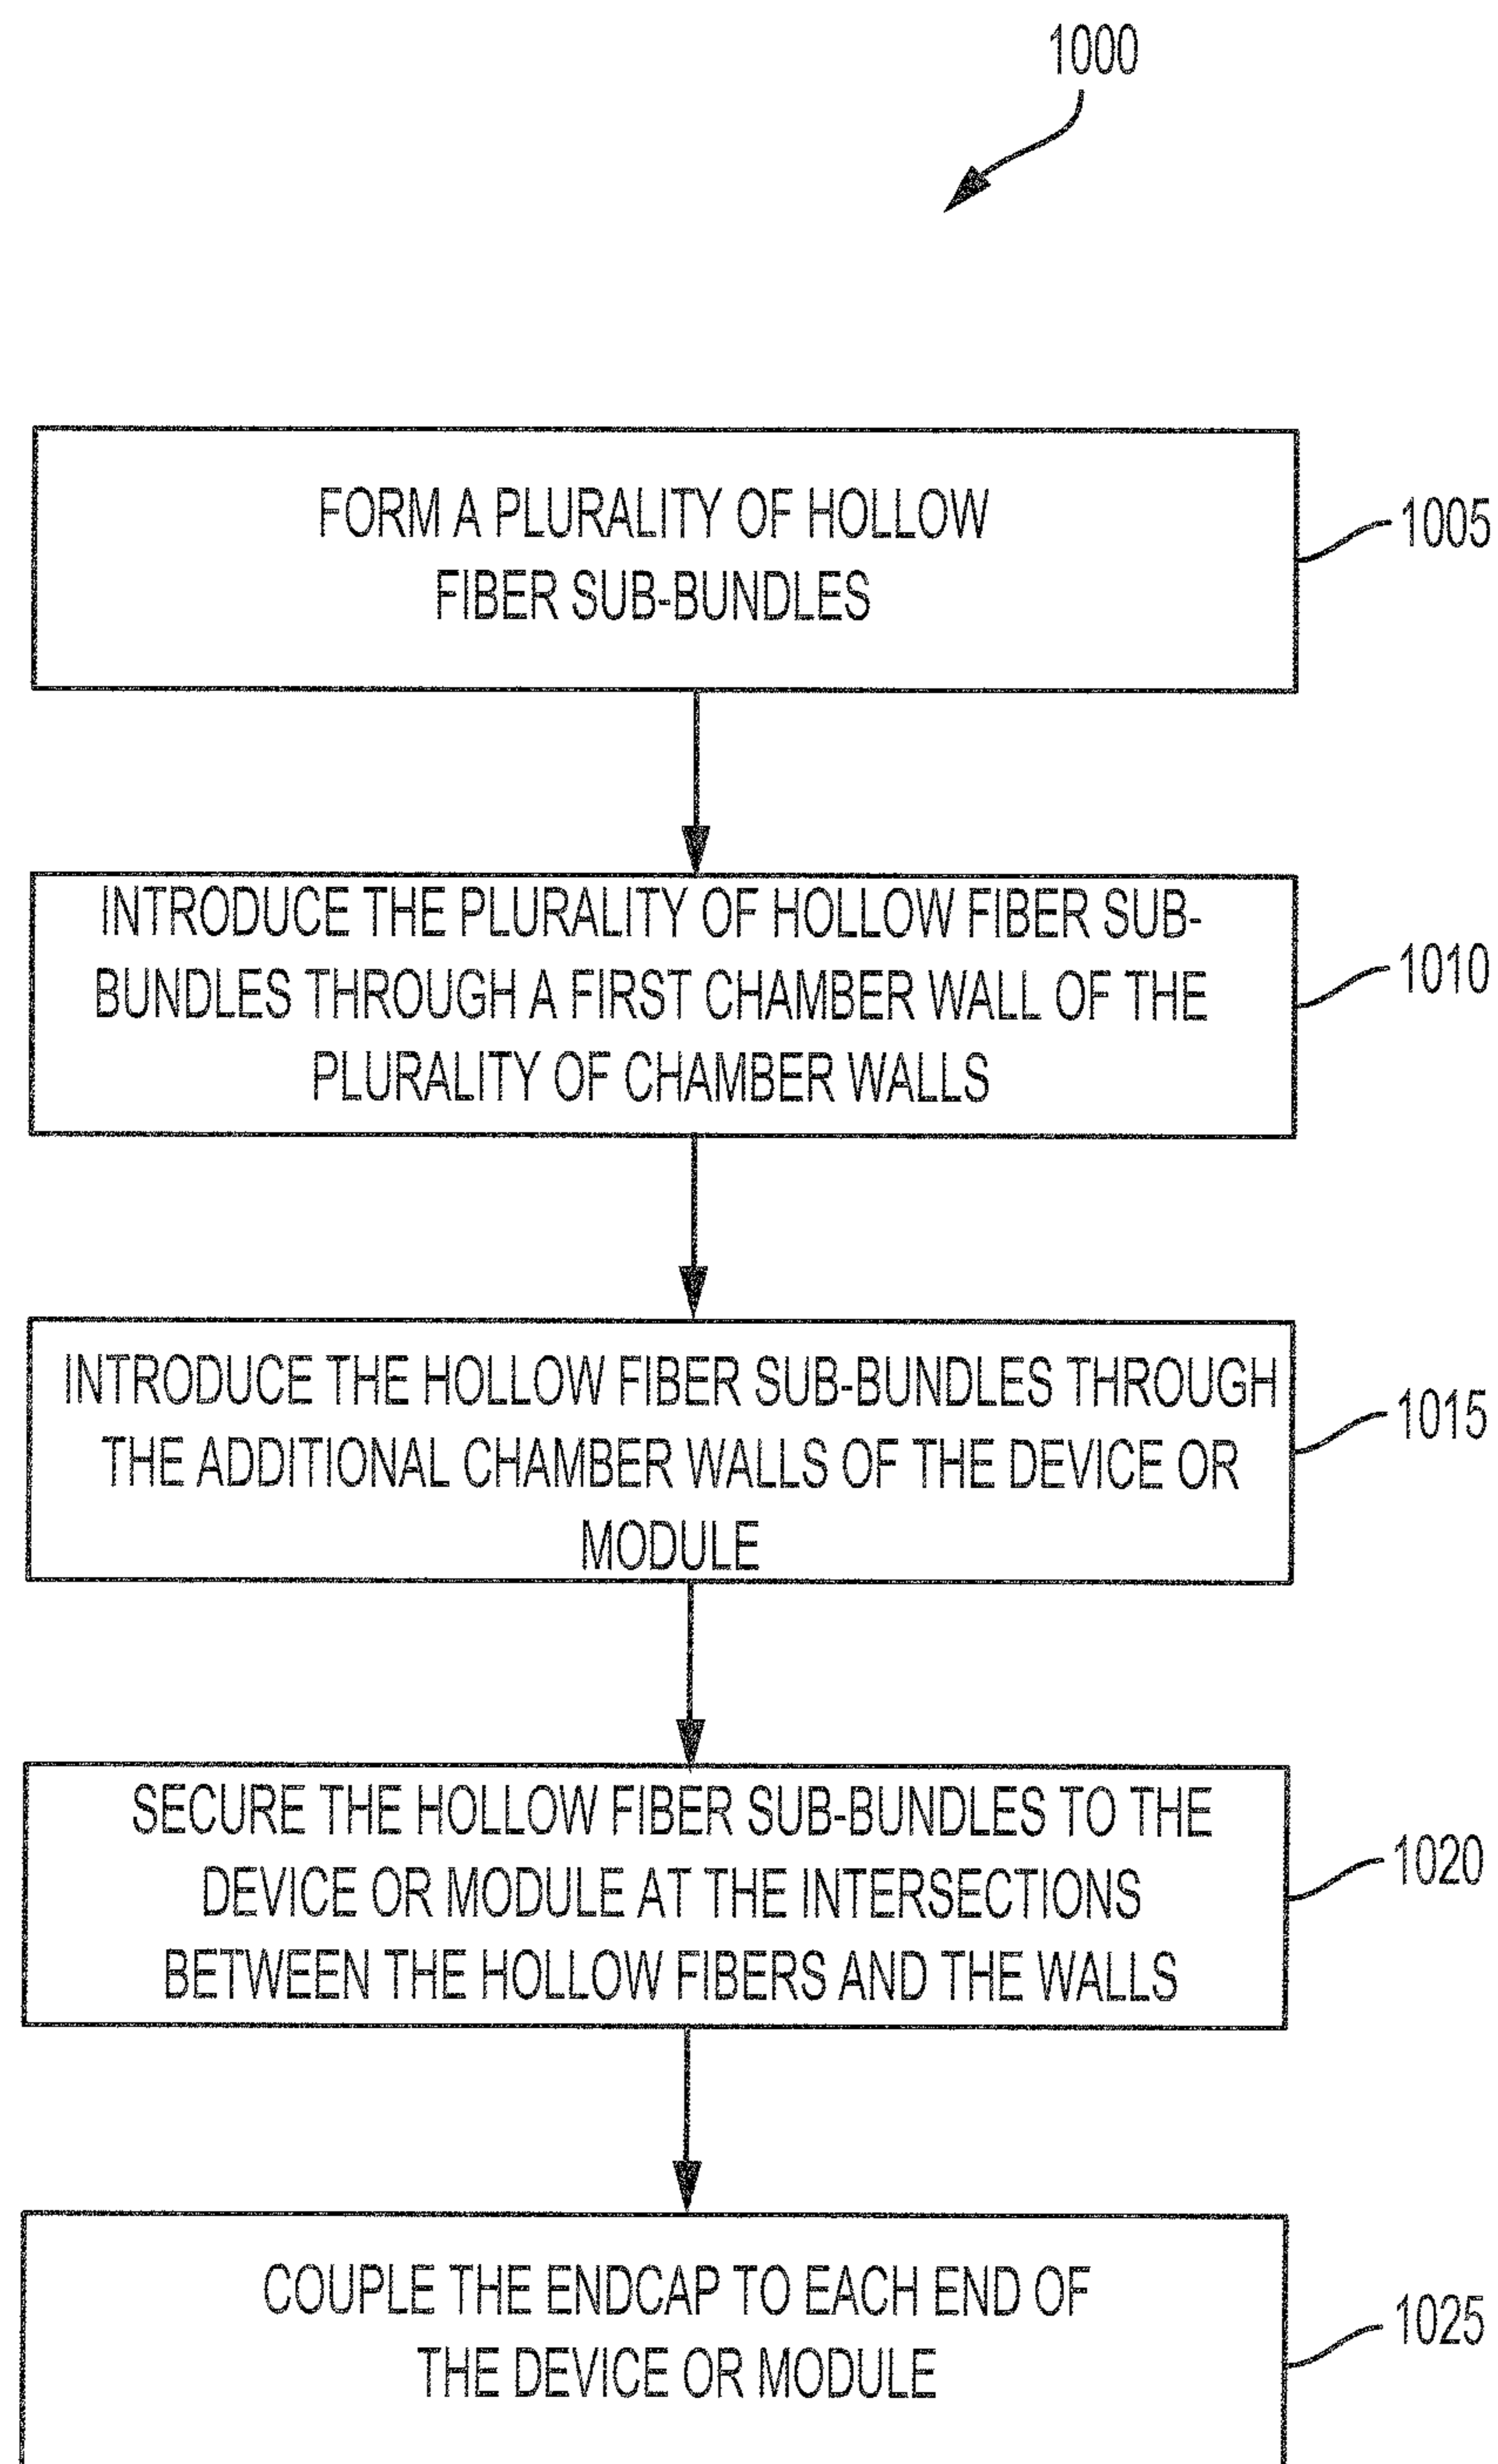 1000
FORM A PLURALITY OF HOLLOW
FIBER SUB-BUNDLES
1005
INTRODUCE THE PLURALITY OF HOLLOW FIBER SUB-
BUNDLES THROUGH A FIRST CHAMBER WALL OF THE
PLURALITY OF CHAMBER WALLS
1010
INTRODUCE THE HOLLOW FIBER SUB-BUNDLES THROUGH
THE ADDITIONAL CHAMBER WALLS OF THE DEVICE OR
MODULE
1015
SECURE THE HOLLOW FIBER SUB-BUNDLES TO THE
DEVICE OR MODULE AT THE INTERSECTIONS
BETWEEN THE HOLLOW FIBERS AND THE WALLS
1020
COUPLE THE ENDCAP TO EACH END OF
THE DEVICE OR MODULE
1025